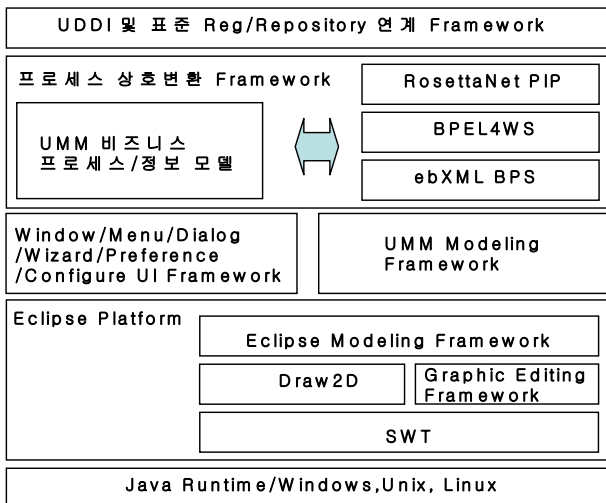 UDDI 및 표준 Reg/Repository 연계 Framework
프로세스 상호변환 Framework
UMM 비즈니스
프로세스/정보 모델
RosettaNet PIP
BPEL4WS
ebXML BPS
Window/Menu/Dialog
/Wizard/Preference
/Configure UI Framework
UMM Modeling
Framework
Eclipse Platform
Eclipse Modeling Framework
Draw2D
Graphic Editing
Framework
SWT
Java Runtime/Windows,Unix, Linux